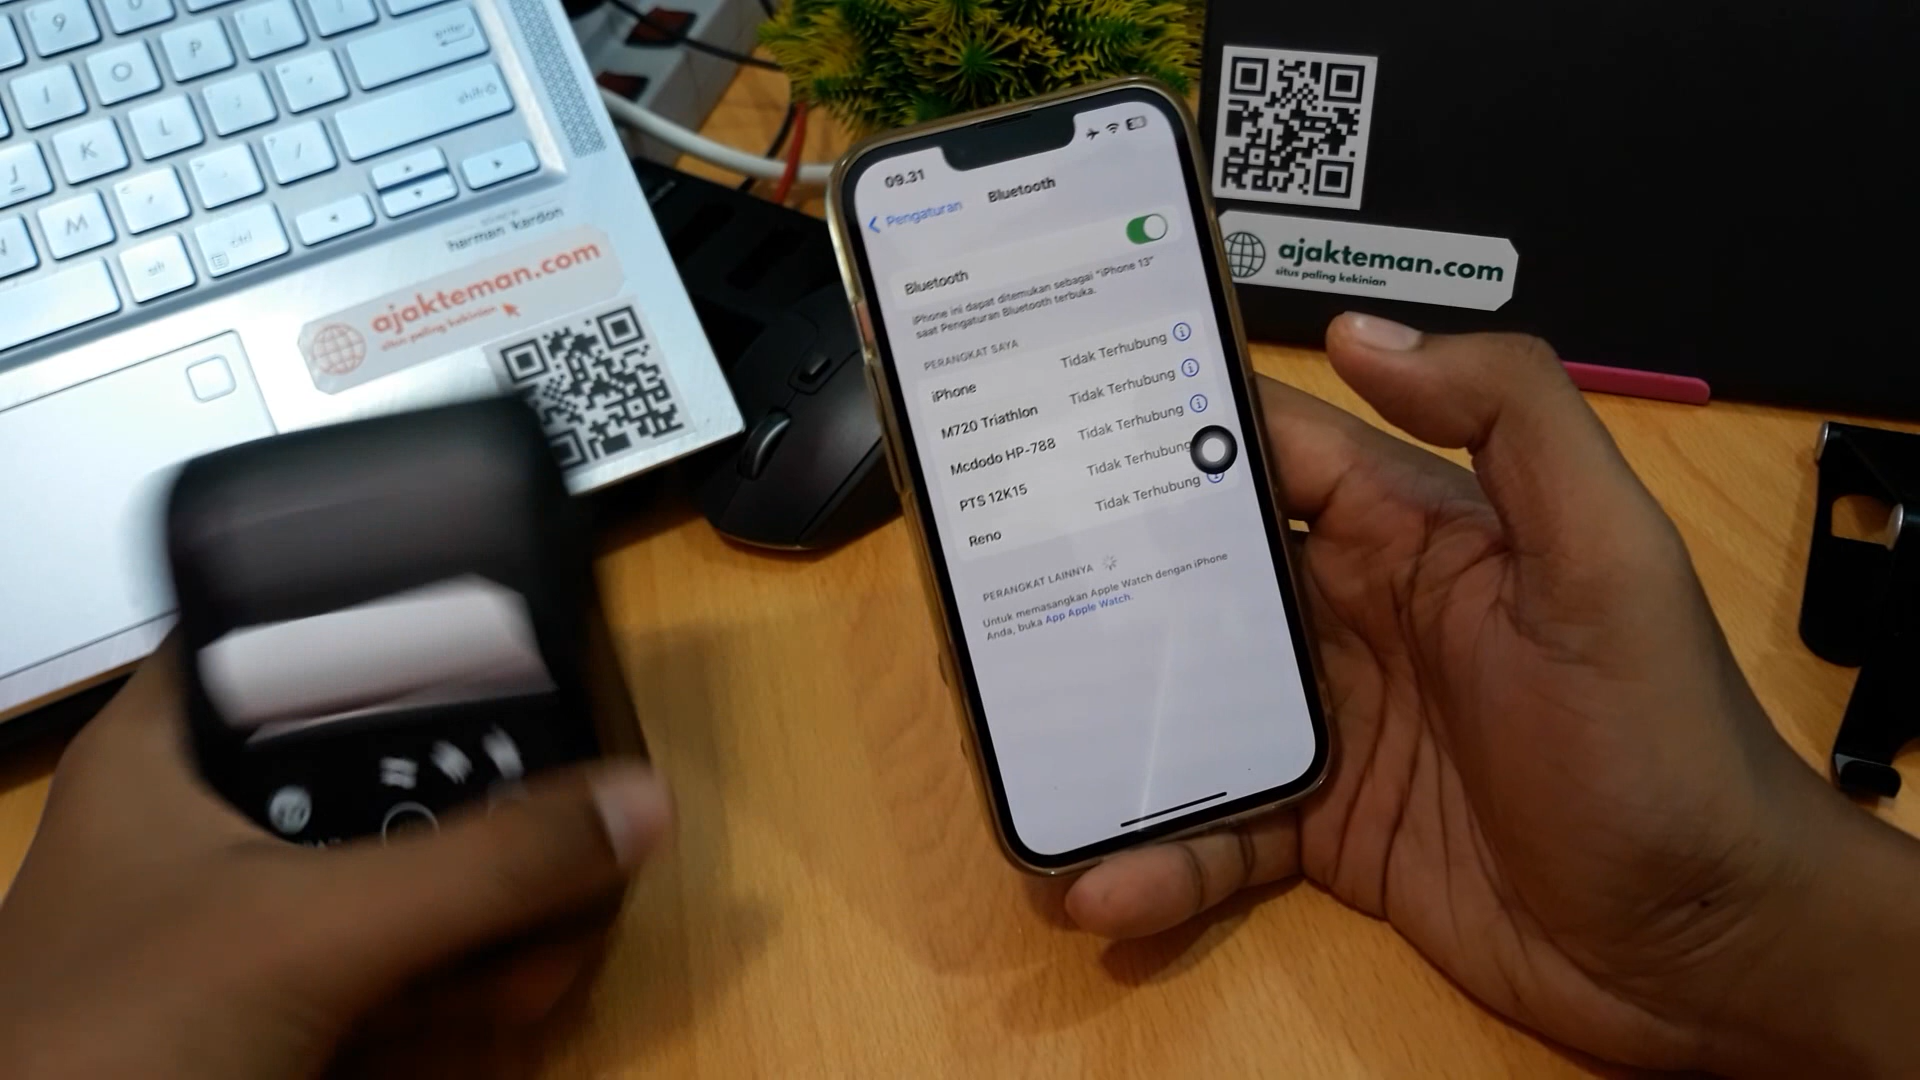 9
P
enter
I
O
L
shift
J
K
M
ctrl
alt
harman/kardon
ajakteman.com
situs paling kekinian
09.31
Pengaturan
Bluetooth
Bluetooth
iPhone ini dapat ditemukan sebagai "iPhone 13"
saat Pengaturan Bluetooth terbuka.
PERANGKAT SAYA
iPhone Tidak Terhubung
M720 Triathlon Tidak Terhubung
Mcdodo HP-788 Tidak Terhubung
PTS 12K15 Tidak Terhubung
Reno Tidak Terhubung
PERANGKAT LAINNYA
Untuk memasangkan Apple Watch dengan iPhone
Anda, buka App Apple Watch.
ajakteman.com
situs paling kekinian